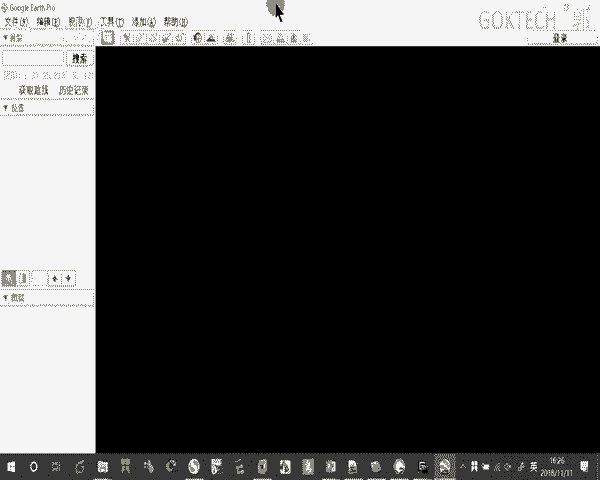 Google Earth Pro
文件(F) 编辑(E) 视图(V) 工具(T) 添加(A) 帮助(H)
GOKTECH
▼ 搜索
登录
搜索
获取路线 历史记录
▼ 位置
▼ 图层
英
16:26
2018/11/11